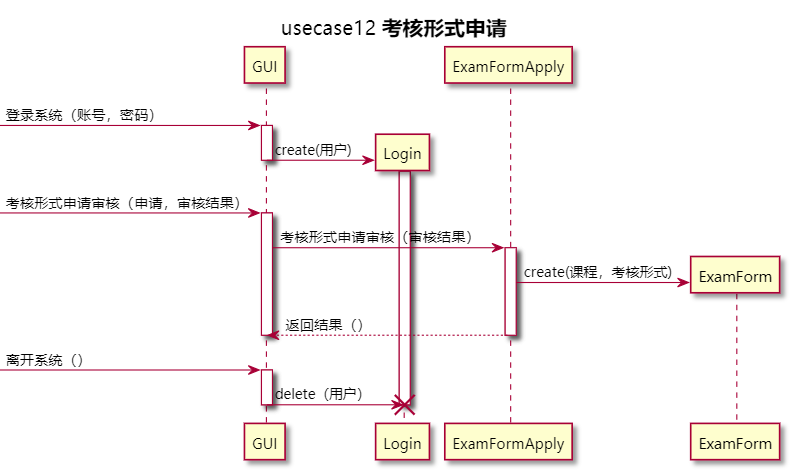 usecase12 考核形式申请
GUI
ExamFormApply
登录系统（账号，密码）
create(用户)
Login
考核形式申请审核（申请，审核结果）
考核形式申请审核（审核结果）
create(课程，考核形式)
ExamForm
返回结果（）
离开系统（）
delete（用户）
GUI
Login
ExamFormApply
ExamForm